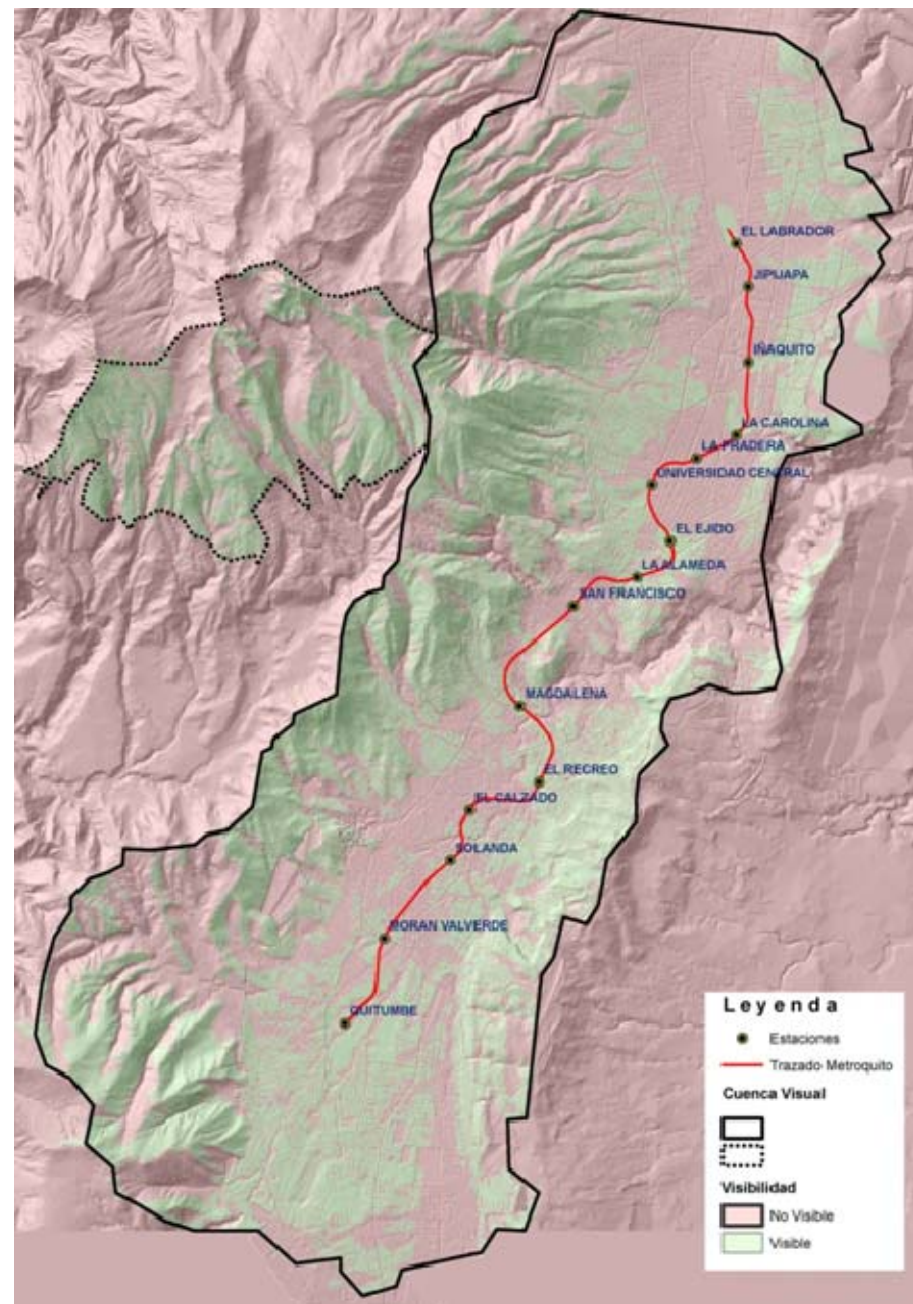 EL LABRADOR
JIPIJAPA
IÑAQUITO
LA CAROLINA
LA PRADERA
UNIVERSIDAD CENTRAL
EL EJIDO
LA ALAMEDA
SAN FRANCISCO
MAGDALENA
EL RECREO
EL CALZADO
SOLANDA
MORAN VALVERDE
QUITUMBE
Leyenda
Estaciones
Trazado Metroquito
Cuenca Visual
Visibilidad
No Visible
Visible